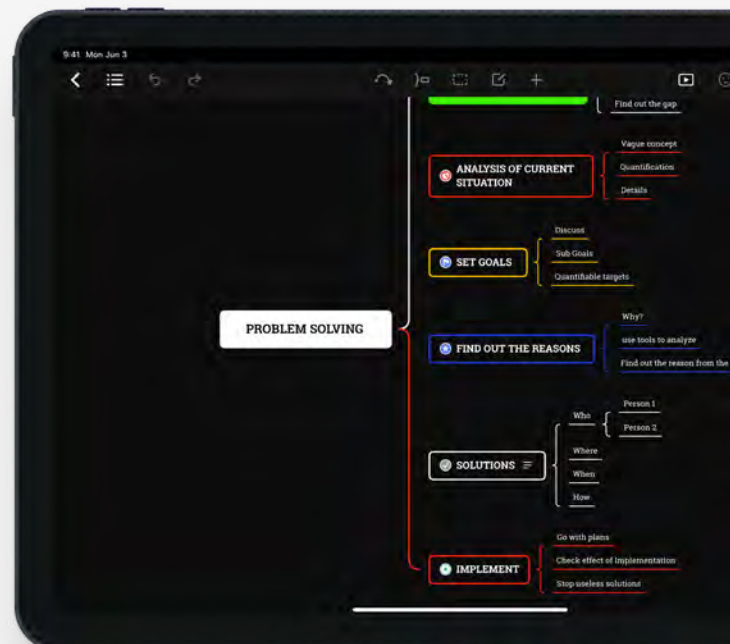 9:41 Mon Jun 3
Find out the gap
ANALYSIS OF CURRENT
SITUATION
Vague concept
Quantification
Details
SET GOALS
Discuss
Sub Goals
Quantifiable targets
PROBLEM SOLVING
FIND OUT THE REASONS
Why?
use tools to analyze
Find out the reason from the
SOLUTIONS
Who
Person 1
Person 2
Where
When
How
IMPLEMENT
Go with plans
Check effect of Implementation
Stop useless solutions